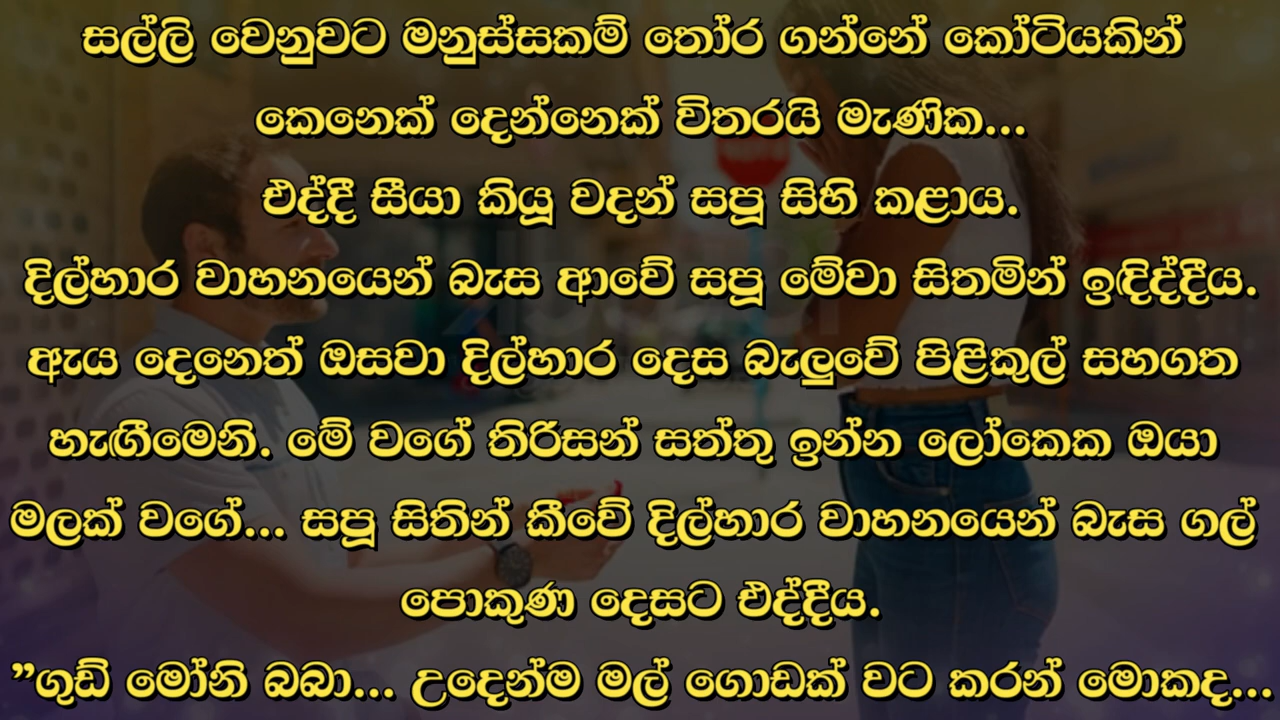 සල්ලි වෙනුවට මනුස්සකම් තෝර ගන්නේ කෝටියකින්
කෙනෙක් දෙන්නෙක් විතරයි මැණික...
එද්දී සීයා කියූ වදන් සපූ සිහි කළාය.
දිල්හාර වාහනයෙන් බැස ආවේ සපූ මේවා සිතමින් ඉඳිද්දීය.
ඇය දෙනෙත් ඔසවා දිල්හාර දෙස බැලුවේ පිළිකුල් සහගත
හැඟීමෙනි. මේ වගේ තිරිසන් සත්තු ඉන්න ලෝකෙක ඔයා
මලක් වගේ... සපූ සිතින් කීවේ දිල්හාර වාහනයෙන් බැස ගල්
පොකුණ දෙසට එද්දීය.
”ගුඩ් මෝනි බබා... උදෙන්ම මල් ගොඩක් වට කරන් මොකද...